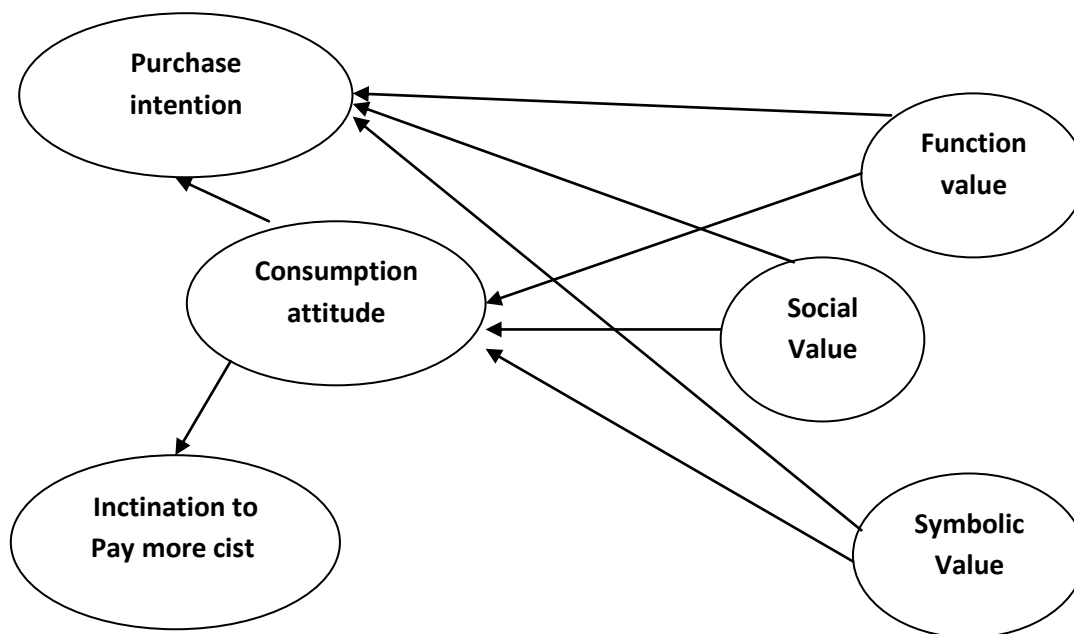 Purchase
intention
Function
value
Consumption
attitude
Social
Value
Inctination to
Pay more cist
Symbolic
Value